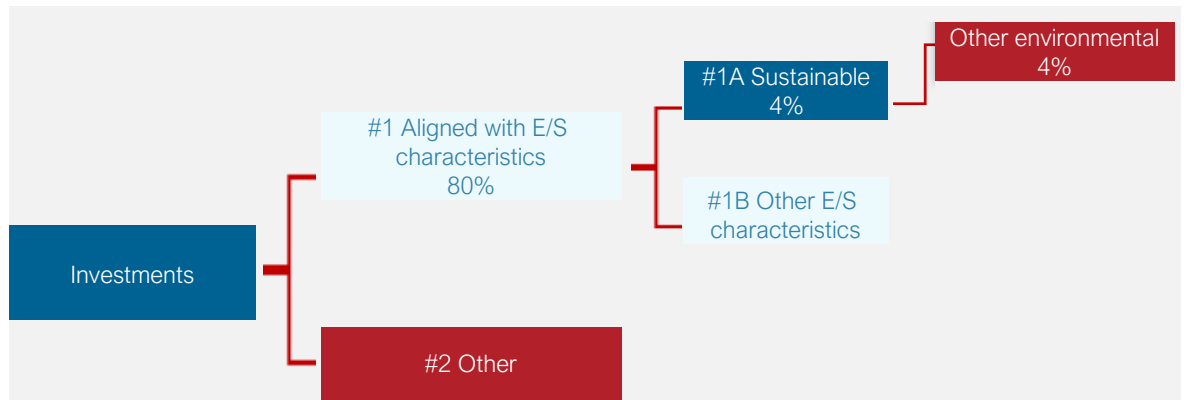 Other environmental
4%
#1A Sustainable
4%
#1 Aligned with E/S
characteristics
80%
#1B Other E/S
characteristics
Investments
#2 Other